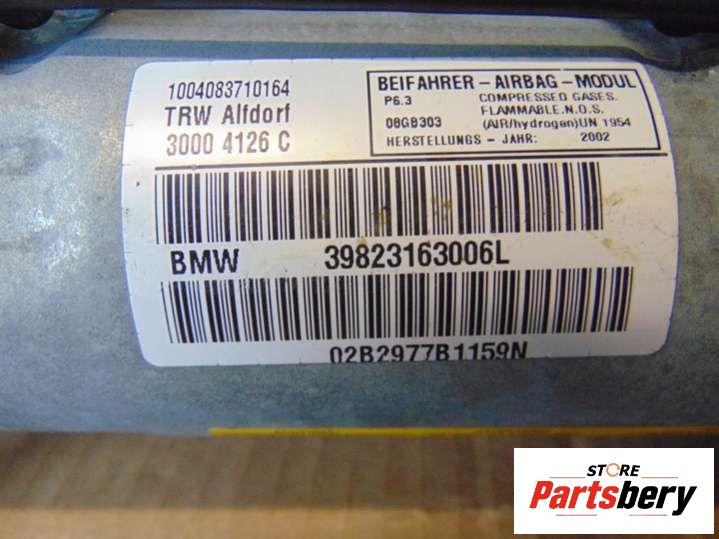 1004083710164
TRW Alfdorf
3000 4126 C
BEIFAHRER-AIRBAG-MODUL
P6.3 COMPRESSED GASES.
FLAMMABLE.N.O.S.
08GB303 (AIR/hydrogen)UN 1954
HERSTELLUNGS - JAHR: 2002
BMW 39823163006L
02B2977B1159N
STORE
Partsbery